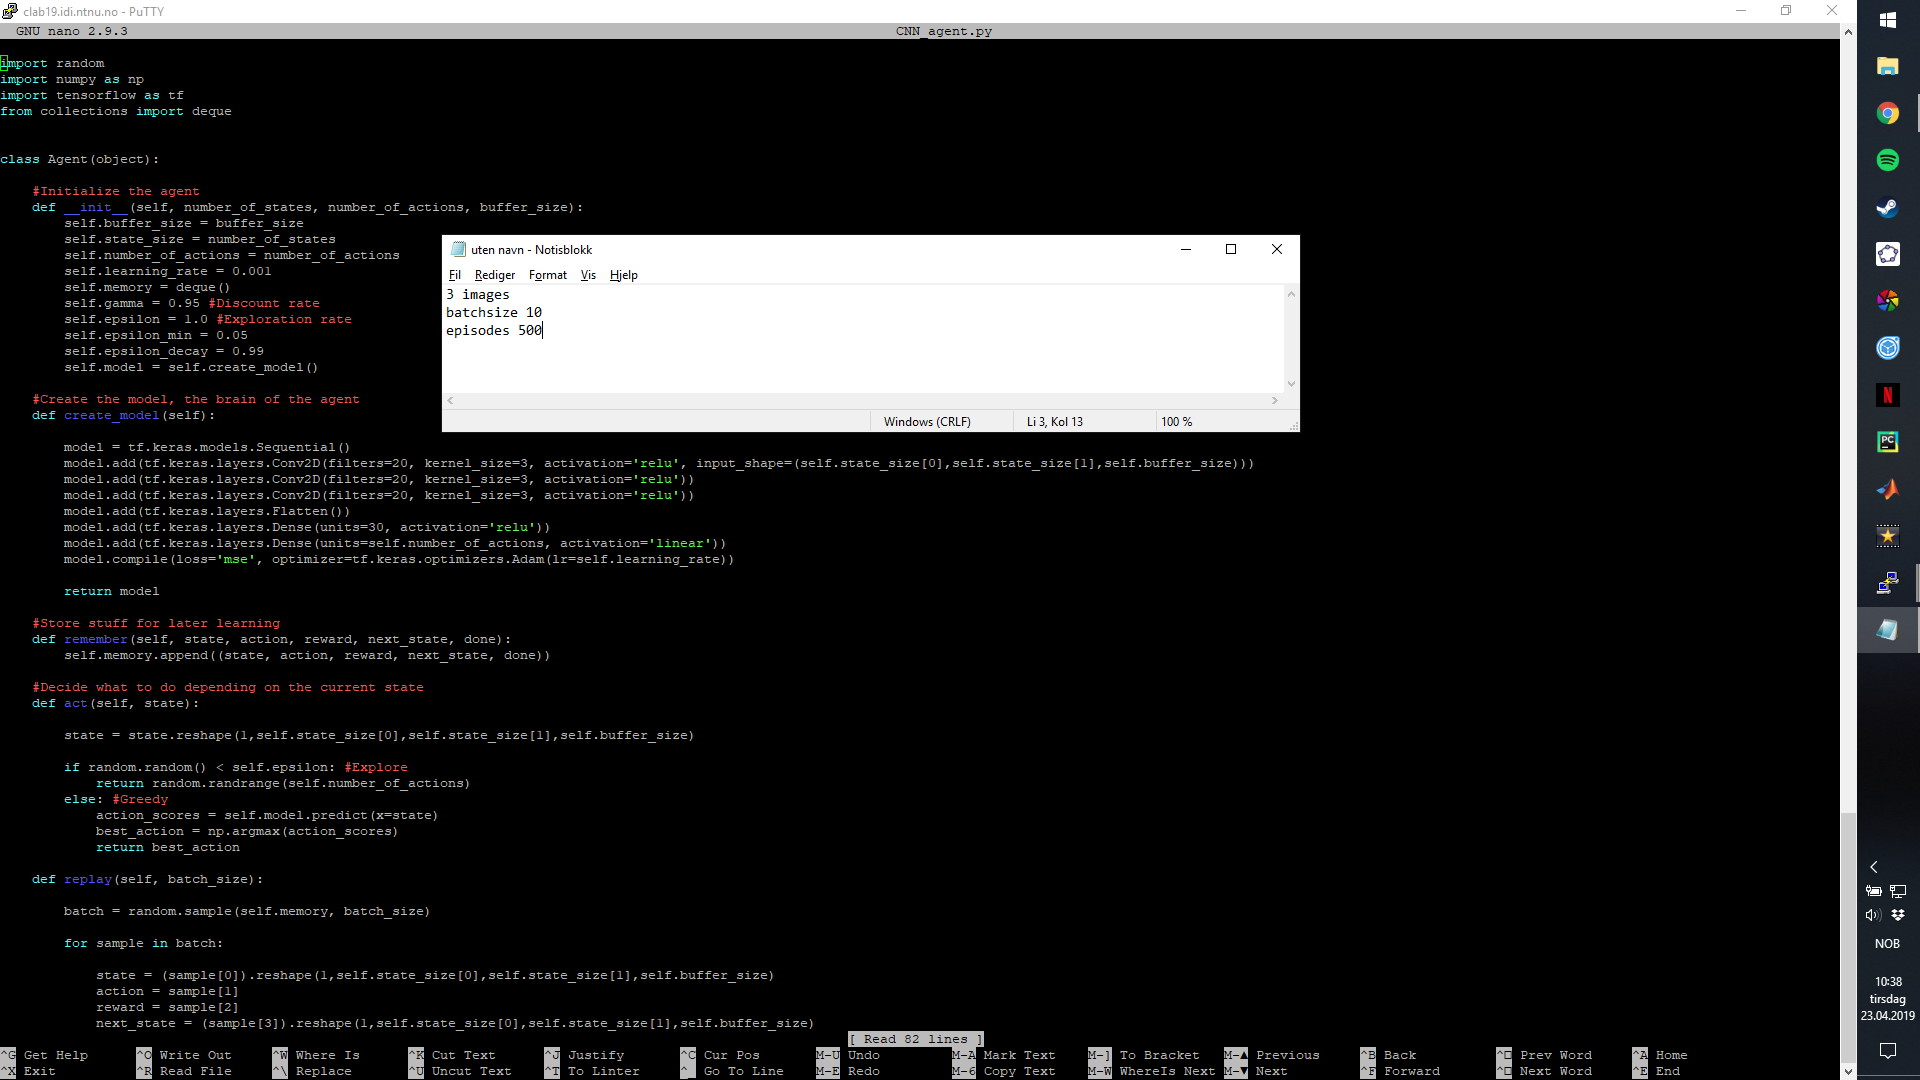 clab19.idi.ntnu.no - PuTTY
GNU nano 2.9.3 CNN_agent.py
import random
import numpy as np
import tensorflow as tf
from collections import deque
class Agent(object):
#Initialize the agent
def __init__(self, number_of_states, number_of_actions, buffer_size):
self.buffer_size = buffer_size
self.state_size = number_of_states
self.number_of_actions = number_of_actions
self.learning_rate = 0.001
self.memory = deque()
self.gamma = 0.95 #Discount rate
self.epsilon = 1.0 #Exploration rate
self.epsilon_min = 0.05
self.epsilon_decay = 0.99
self.model = self.create_model()
uten navn - Notisblokk
Fil Rediger Format Vis Hjelp
3 images
batchsize 10
episodes 500
Windows (CRLF) Li 3, Kol 13 100 %
#Create the model, the brain of the agent
def create_model(self):
model = tf.keras.models.Sequential()
model.add(tf.keras.layers.Conv2D(filters=20, kernel_size=3, activation='relu', input_shape=(self.state_size[0],self.state_size[1],self.buffer_size)))
model.add(tf.keras.layers.Conv2D(filters=20, kernel_size=3, activation='relu'))
model.add(tf.keras.layers.Conv2D(filters=20, kernel_size=3, activation='relu'))
model.add(tf.keras.layers.Flatten())
model.add(tf.keras.layers.Dense(units=30, activation='relu'))
model.add(tf.keras.layers.Dense(units=self.number_of_actions, activation='linear'))
model.compile(loss='mse', optimizer=tf.keras.optimizers.Adam(lr=self.learning_rate))
return model
#Store stuff for later learning
def remember(self, state, action, reward, next_state, done):
self.memory.append((state, action, reward, next_state, done))
#Decide what to do depending on the current state
def act(self, state):
state = state.reshape(1,self.state_size[0],self.state_size[1],self.buffer_size)
if random.random() < self.epsilon: #Explore
return random.randrange(self.number_of_actions)
else: #Greedy
action_scores = self.model.predict(x=state)
best_action = np.argmax(action_scores)
return best_action
def replay(self, batch_size):
batch = random.sample(self.memory, batch_size)
for sample in batch:
state = (sample[0]).reshape(1,self.state_size[0],self.state_size[1],self.buffer_size)
action = sample[1]
reward = sample[2]
next_state = (sample[3]).reshape(1,self.state_size[0],self.state_size[1],self.buffer_size)
[ Read 82 lines ]
^G Get Help ^O Write Out ^W Where Is ^K Cut Text ^J Justify ^C Cur Pos M-U Undo M-A Mark Text M-] To Bracket M-▲ Previous ^B Back ^□ Prev Word ^A Home
^X Exit ^R Read File ^\ Replace ^U Uncut Text ^T To Linter ^_ Go To Line M-E Redo M-6 Copy Text M-W WhereIs Next M-▼ Next ^F Forward ^□ Next Word ^E End
PC
N
NOB
10:38
tirsdag
23.04.2019